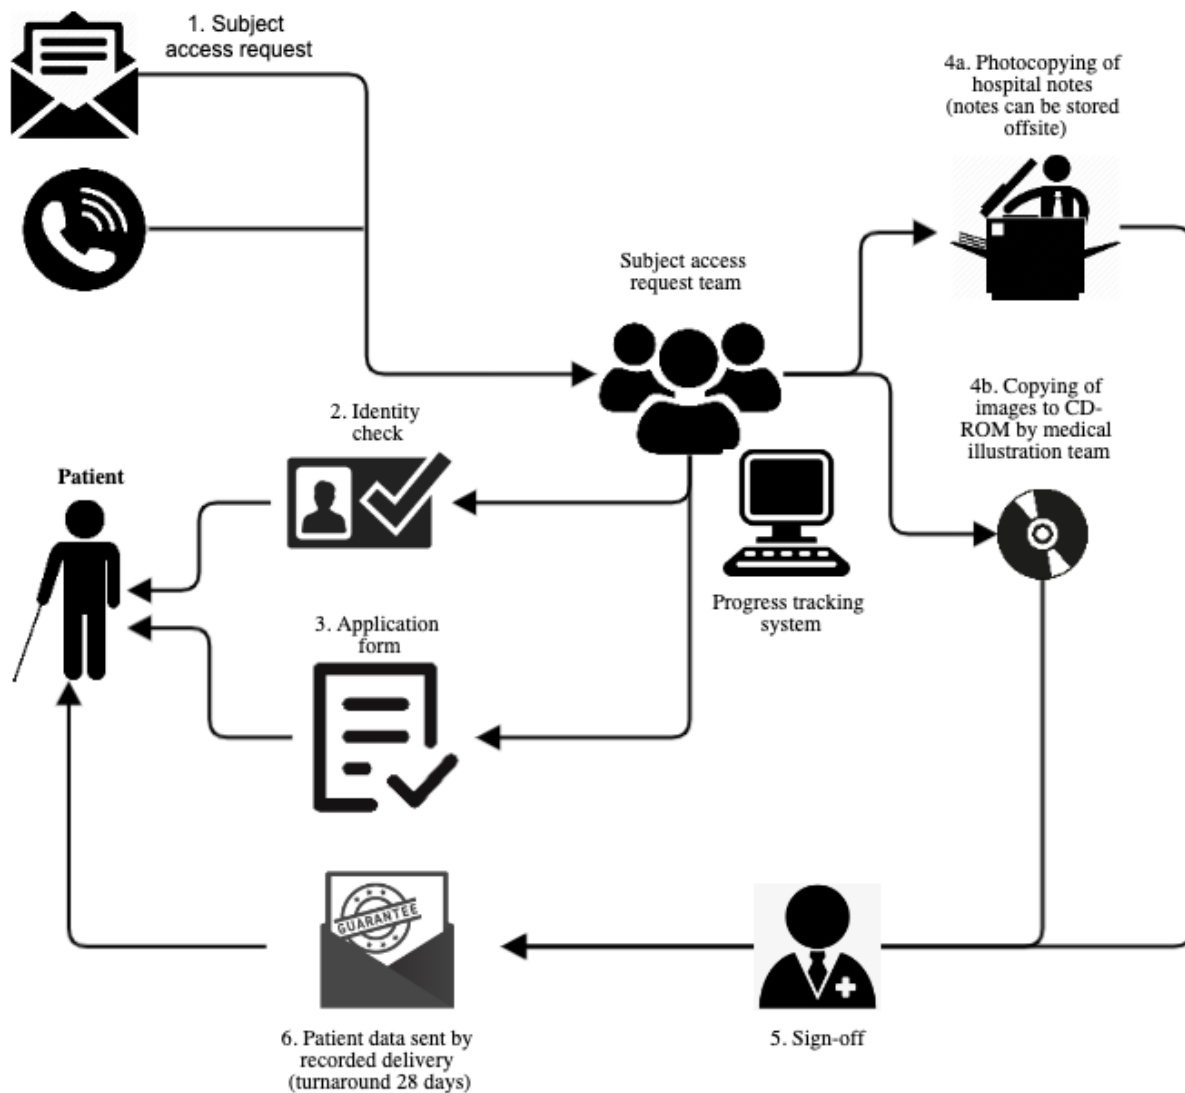 1. Subject
access request
4a. Photocopying of
hospital notes
(notes can be stored
offsite)
Subject access
request team
4b. Copying of
images to CD-
ROM by medical
illustration team
2. Identity
check
Patient
Progress tracking
system
3. Application
form
GUARANTEE
6. Patient data sent by
recorded delivery
(turnaround 28 days)
5. Sign-off